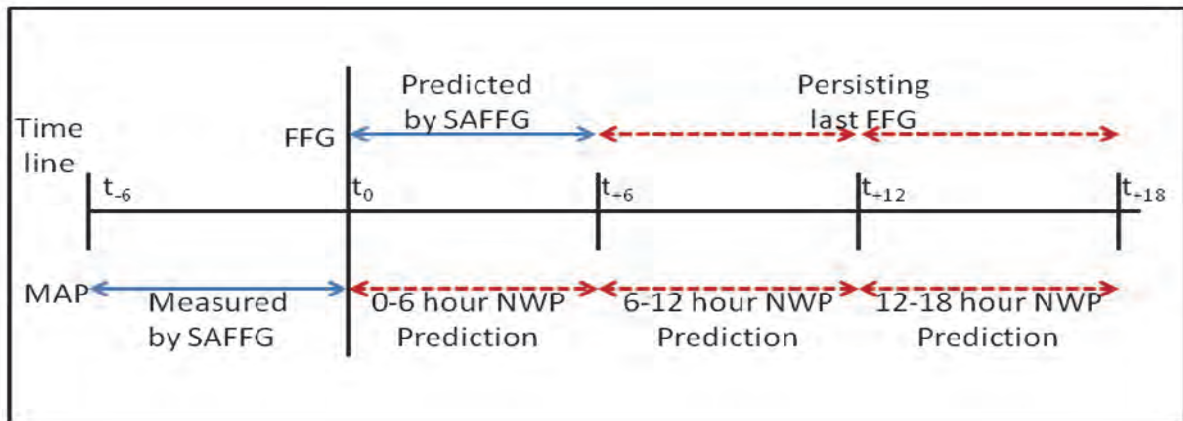 Predicted
by SAFFG
Persisting
last FFG
Time
line
FFG
t-6
t0
t+6
t+12
t+18
MAP
Measured
by SAFFG
0-6 hour NWP
Prediction
6-12 hour NWP
Prediction
12-18 hour NWP
Prediction